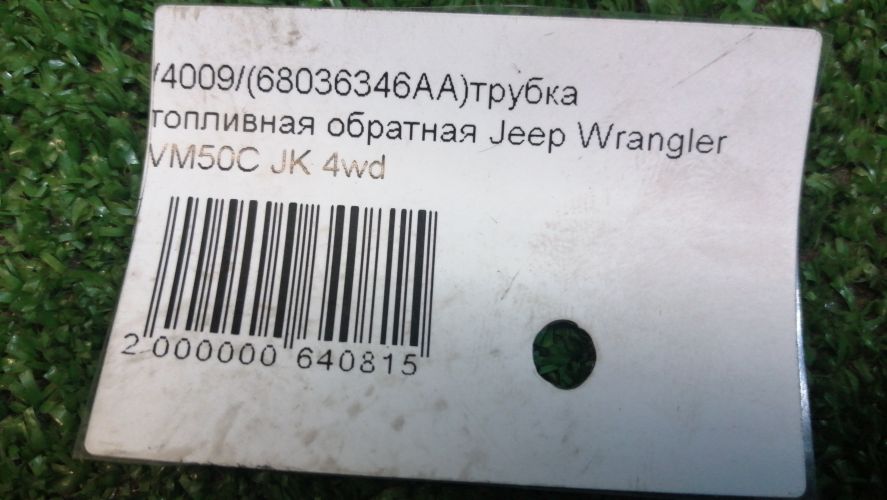 /4009/(68036346AA)трубка
топливная обратная Jeep Wrangler
VM50C JK 4wd
2 000000 640815